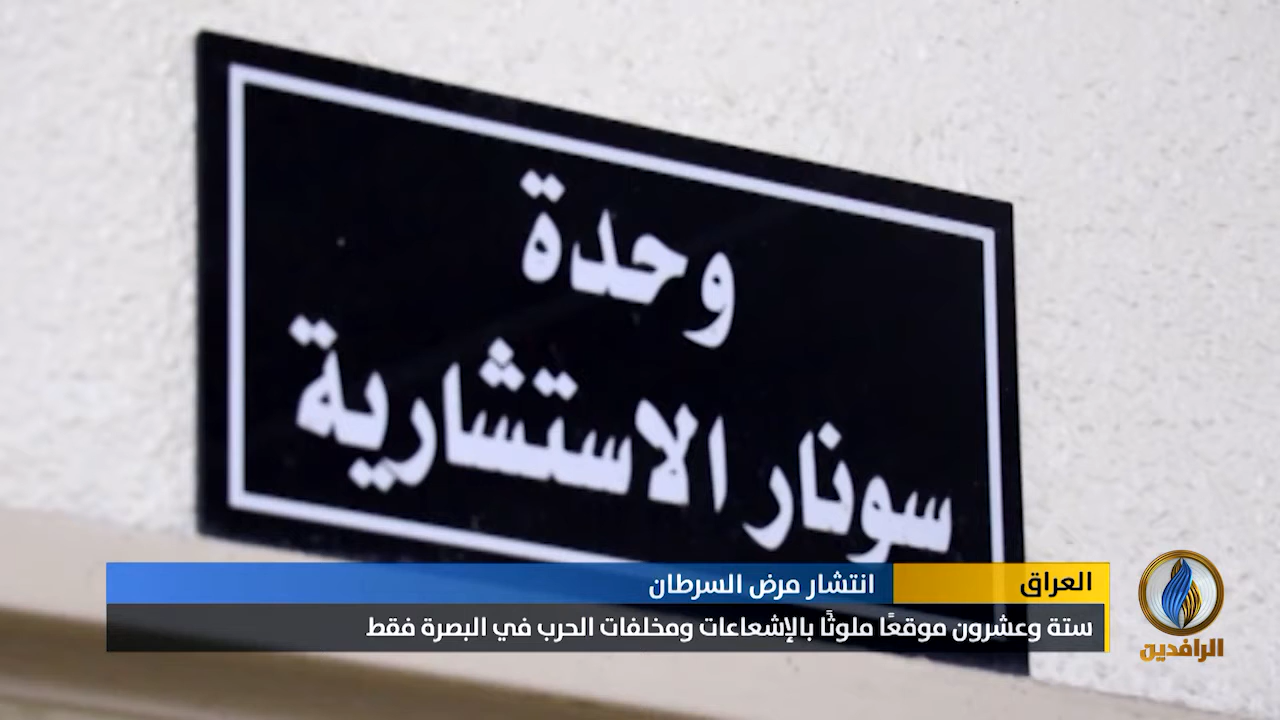 وحدة
سونار الاستشارية
العراق
انتشار مرض السرطان
ستة وعشرون موقعًا ملوثًا بالإشعاعات ومخلفات الحرب في البصرة فقط
الرافدين